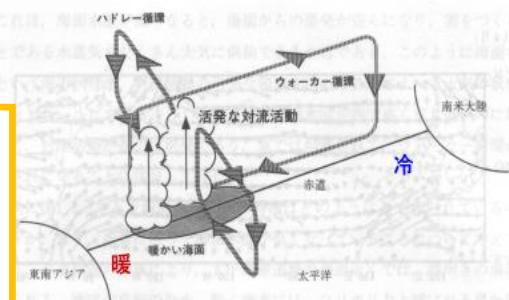 ハドレー循環
ウォーカー循環
南米大陸
活発な対流活動
冷
赤道
暖かい海面
暖
東南アジア
太平洋